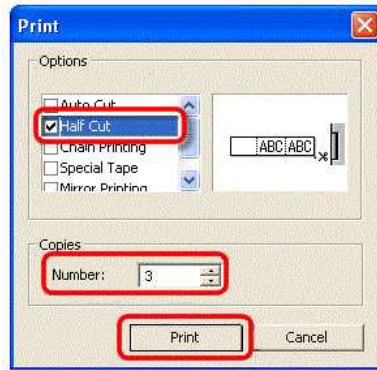 Print
Options
Auto Cut
Half Cut
Chain Printing
Special Tape
Mirror Printing
ABC ABC
Copies
Number: 3
Print Cancel